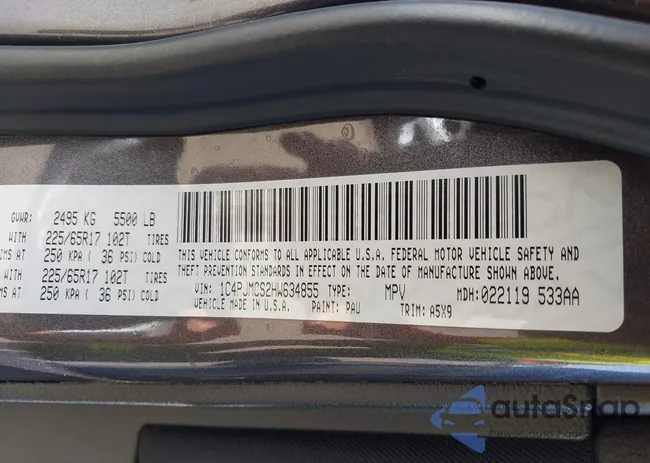 GVWR: 2495 KG 5500 LB
WITH 225/65R17 102T TIRES
IMS AT 250 KPA ( 36 PSI) COLD
WITH 225/65R17 102T TIRES
IMS AT 250 KPA ( 36 PSI) COLD
THIS VEHICLE CONFORMS TO ALL APPLICABLE U.S.A. FEDERAL MOTOR VEHICLE SAFETY AND
THEFT PREVENTION STANDARDS IN EFFECT ON THE DATE OF MANUFACTURE SHOWN ABOVE.
VIN: 1C4PJMCS2HW634855 TYPE: MPV MDH:022119 533AA
VEHICLE MADE IN U.S.A. PAINT: PAU TRIM: A5X9
autoSnap